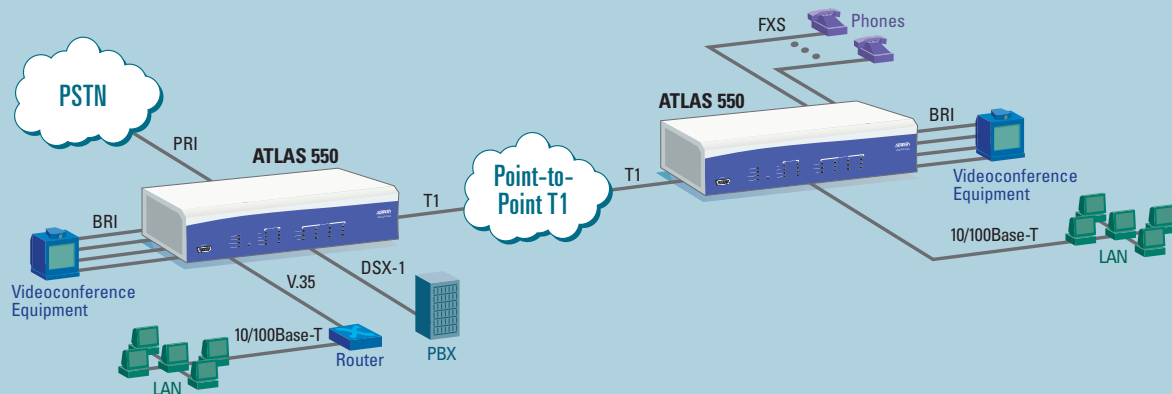 FXS
Phones
PSTN
ATLAS 550
BRI
PRI
ATLAS 550
Videoconference
Equipment
Point-to-
Point T1
T1
T1
BRI
10/100Base-T
LAN
V.35
DSX-1
Videoconference
Equipment
10/100Base-T
Router
PBX
LAN